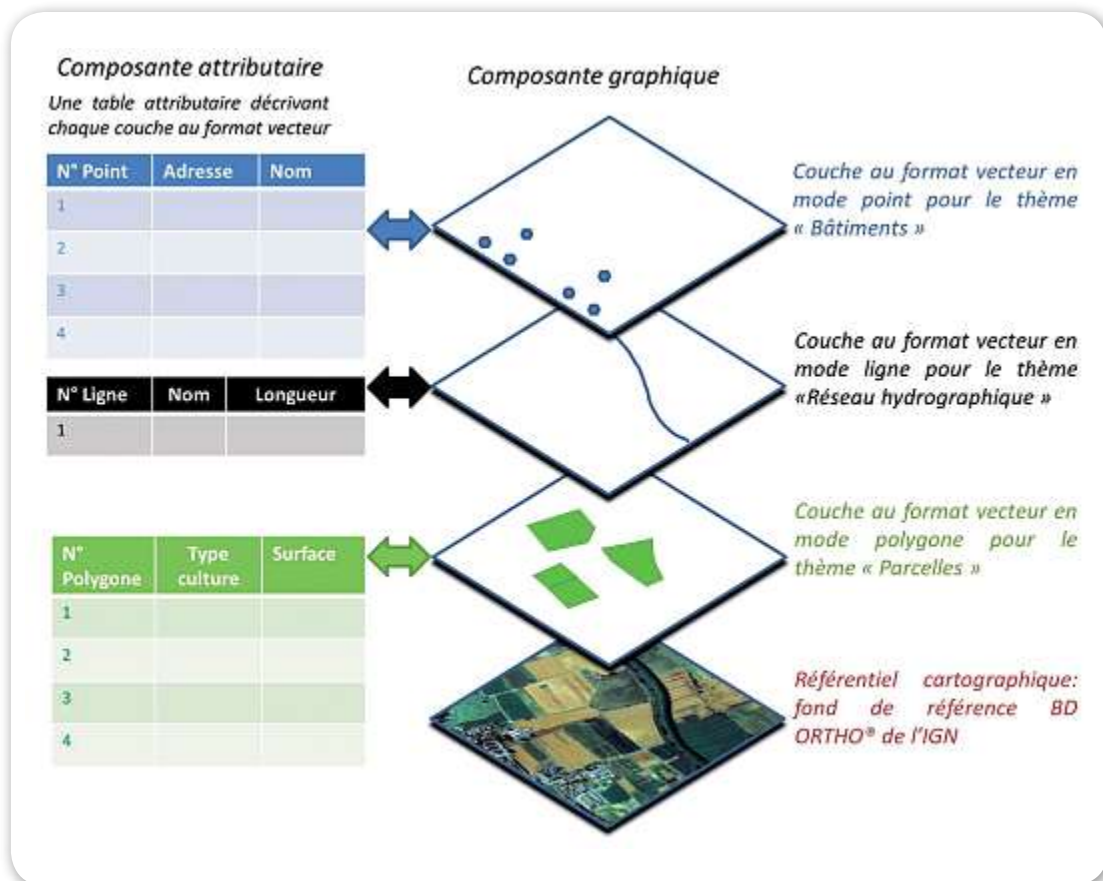 Composante attributaire
Une table attributaire décrivant
chaque couche au format vecteur
N° Point Adresse Nom
1
2
3
4
N° Ligne Nom Longueur
1
N° Polygone Type culture Surface
1
2
3
4
Composante graphique
Couche au format vecteur en
mode point pour le thème
« Bâtiments »
Couche au format vecteur en
mode ligne pour le thème
«Réseau hydrographique »
Couche au format vecteur en
mode polygone pour le
thème « Parcelles »
Référentiel cartographique:
fond de référence BD
ORTHO® de l'IGN